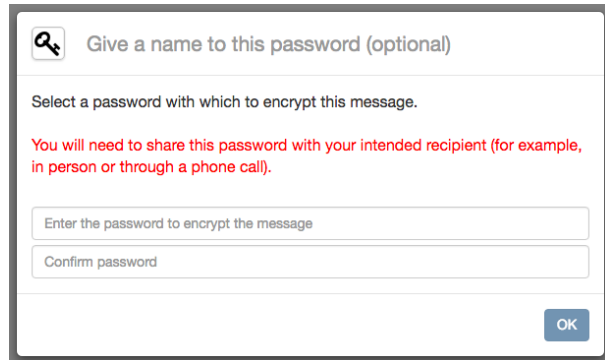 Give a name to this password (optional)
Select a password with which to encrypt this message.
You will need to share this password with your intended recipient (for example,
in person or through a phone call).
Enter the password to encrypt the message
Confirm password
OK